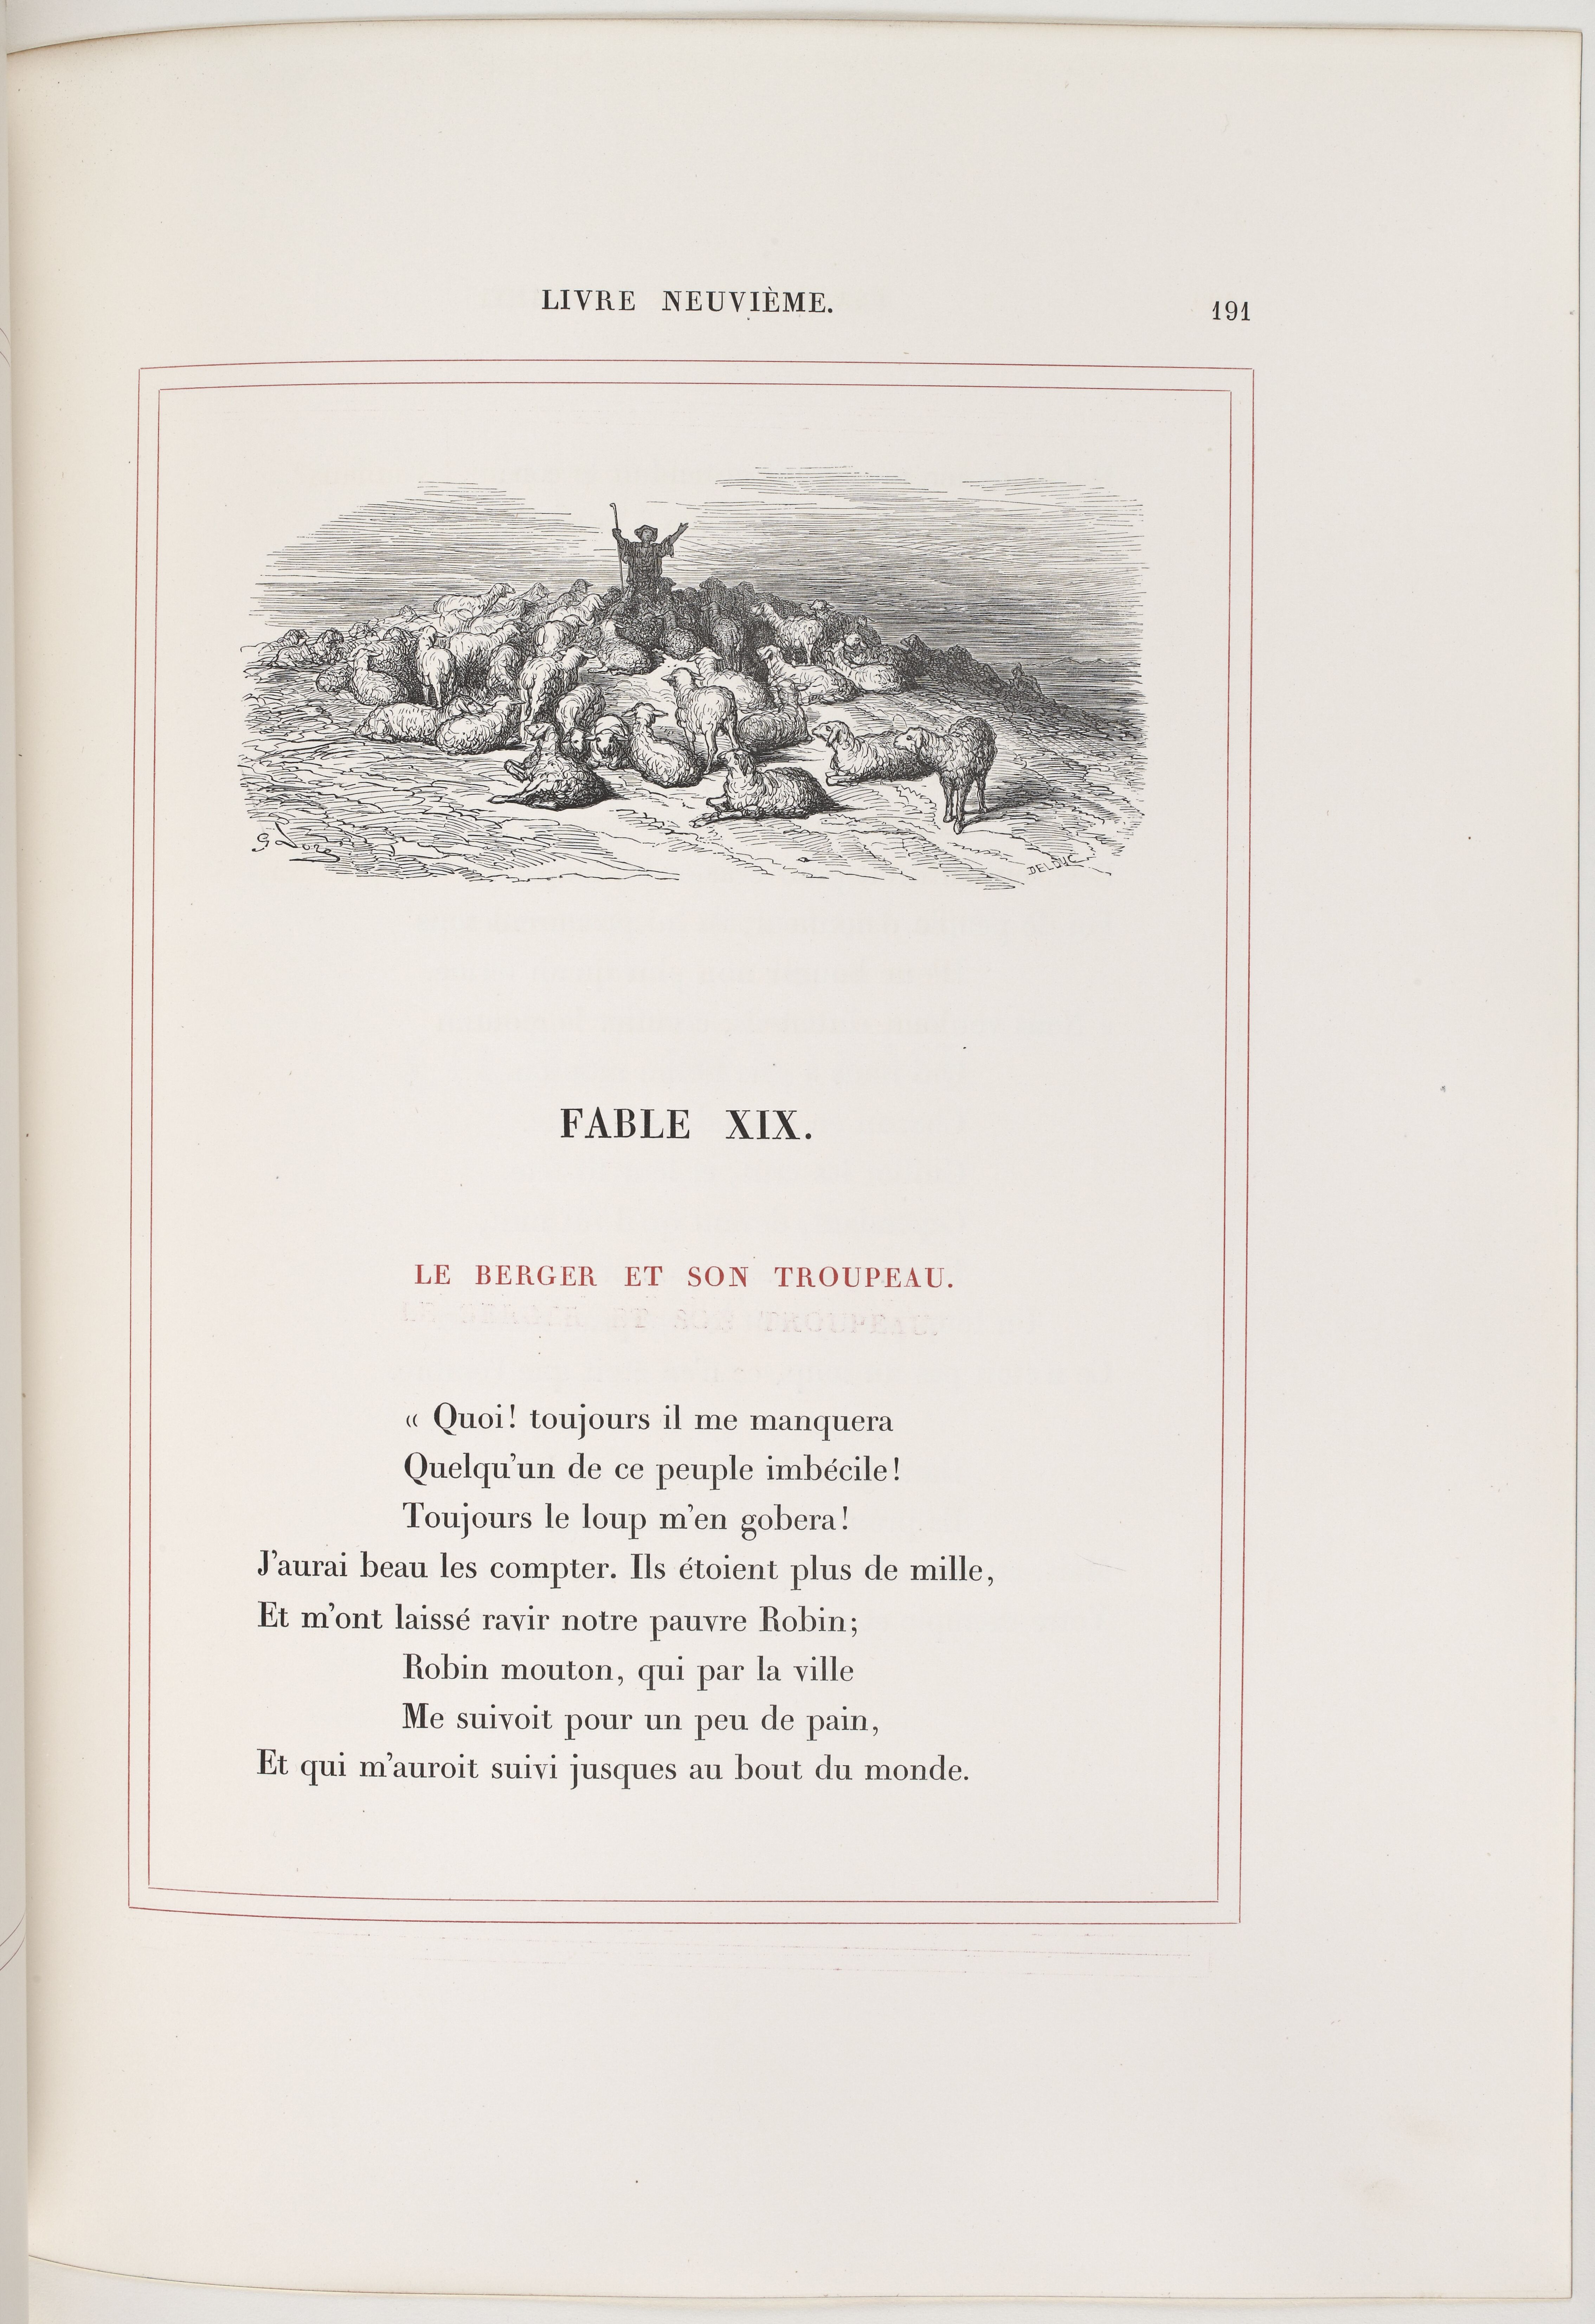 LIVRE NEUVIÈME.
191
G Doré
DELDUC
FABLE XIX.
LE BERGER ET SON TROUPEAU.
« Quoi! toujours il me manquera
Quelqu'un de ce peuple imbécile!
Toujours le loup m'en gobera!
J'aurai beau les compter. Ils étoient plus de mille,
Et m'ont laissé ravir notre pauvre Robin;
Robin mouton, qui par la ville
Me suivoit pour un peu de pain,
Et qui m'auroit suivi jusques au bout du monde.